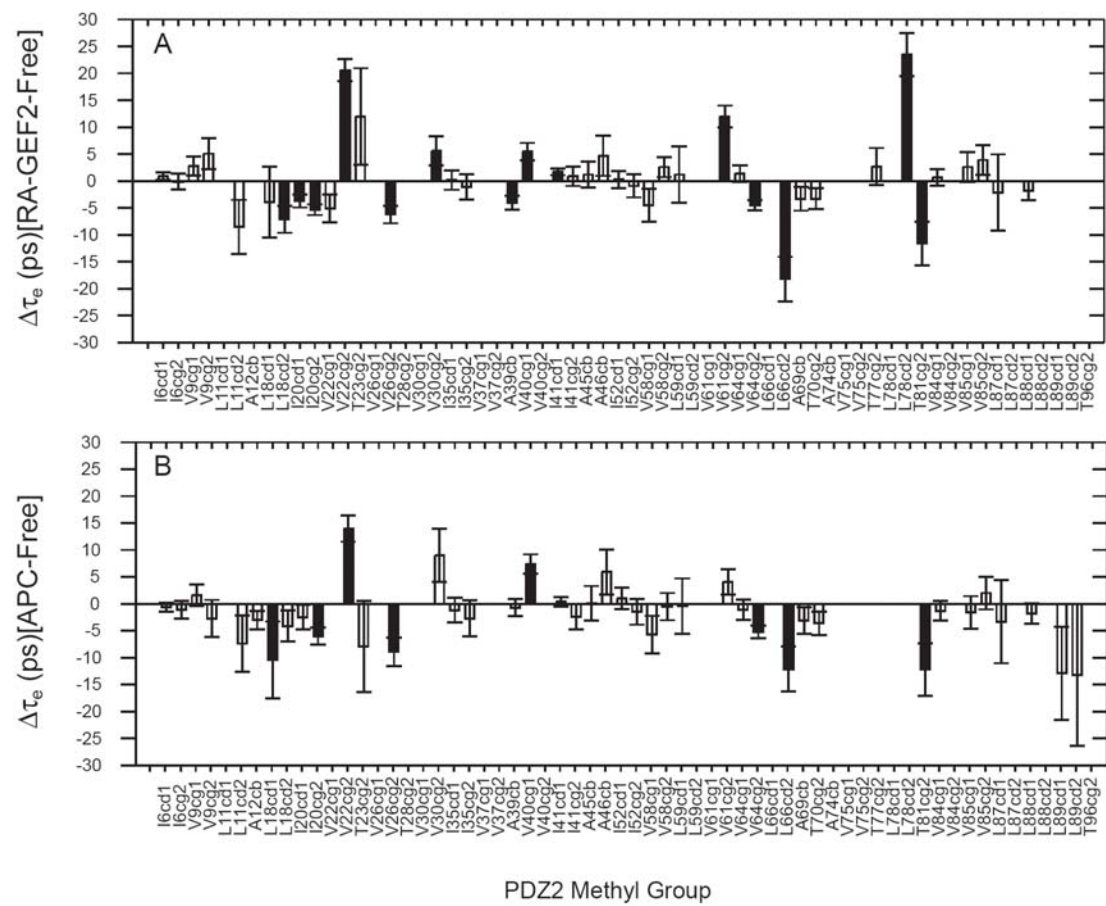 A
Δτe (ps)[RA-GEF2-Free]
30
25
20
15
10
5
0
-5
-10
-15
-20
-25
-30
I6cd1
I6cg2
V9cg1
V9cg2
L11cd1
L11cd2
A12cb
L18cd1
L18cd2
I20cd1
I20cg2
V22cg1
V22cg2
T23cg2
V26cg1
V26cg2
T28cg2
V30cg1
V30cg2
I35cd1
I35cg2
V37cg1
V37cg2
A39cb
V40cg1
V40cg2
I41cd1
I41cg2
A45cb
A46cb
I52cd1
I52cg2
V58cg1
V58cg2
L59cd1
L59cd2
V61cg1
V61cg2
V64cg1
V64cg2
L66cd1
L66cd2
A69cb
T70cg2
A74cb
V75cg1
V75cg2
T77cg2
L78cd1
L78cd2
T81cg2
V84cg1
V84cg2
V85cg1
V85cg2
L87cd1
L87cd2
L88cd1
L88cd2
L89cd1
L89cd2
T96cg2
B
Δτe (ps)[APC-Free]
30
25
20
15
10
5
0
-5
-10
-15
-20
-25
-30
I6cd1
I6cg2
V9cg1
V9cg2
L11cd1
L11cd2
A12cb
L18cd1
L18cd2
I20cd1
I20cg2
V22cg1
V22cg2
T23cg2
V26cg1
V26cg2
T28cg2
V30cg1
V30cg2
I35cd1
I35cg2
V37cg1
V37cg2
A39cb
V40cg1
V40cg2
I41cd1
I41cg2
A45cb
A46cb
I52cd1
I52cg2
V58cg1
V58cg2
L59cd1
L59cd2
V61cg1
V61cg2
V64cg1
V64cg2
L66cd1
L66cd2
A69cb
T70cg2
A74cb
V75cg1
V75cg2
T77cg2
L78cd1
L78cd2
T81cg2
V84cg1
V84cg2
V85cg1
V85cg2
L87cd1
L87cd2
L88cd1
L88cd2
L89cd1
L89cd2
T96cg2
PDZ2 Methyl Group